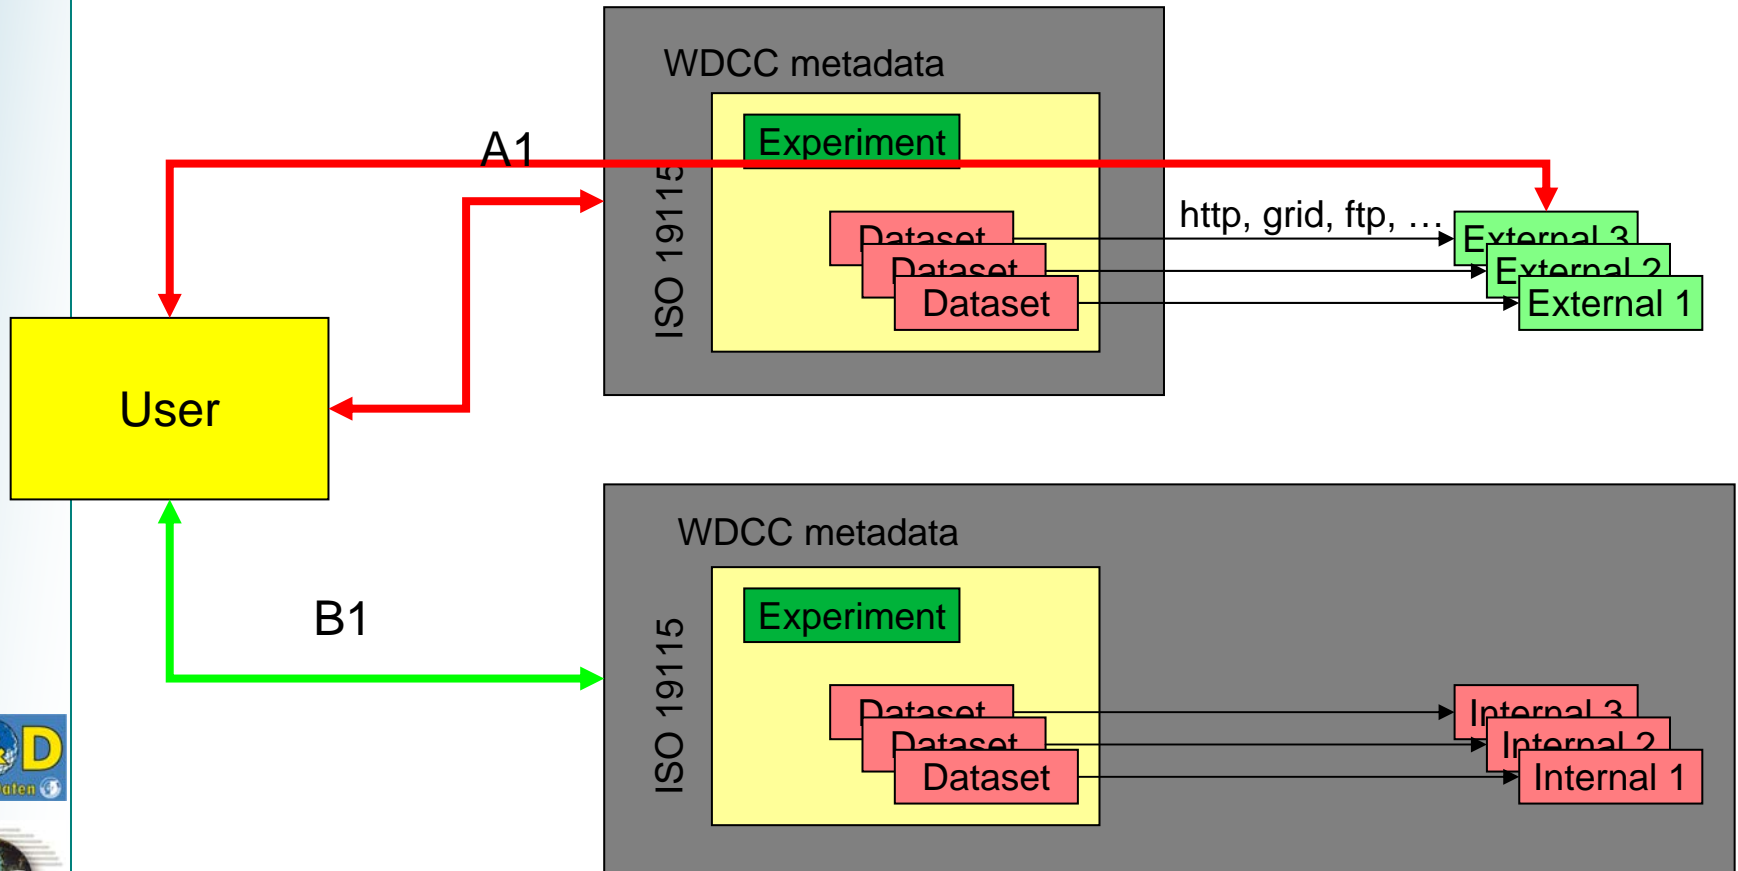 WDCC metadata
A1
Experiment
ISO 19115
http, grid, ftp, …
Dataset
Dataset
Dataset
External 3
External 2
External 1
User
WDCC metadata
B1
Experiment
ISO 19115
Dataset
Dataset
Dataset
Internal 3
Internal 2
Internal 1
D